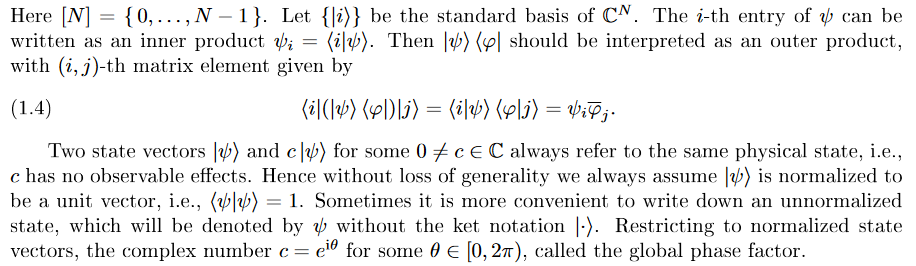 Here [N] = {0, . . . , N − 1}. Let {|i⟩} be the standard basis of ℂᴺ. The i-th entry of ψ can be
written as an inner product ψᵢ = ⟨i|ψ⟩. Then |ψ⟩ ⟨φ| should be interpreted as an outer product,
with (i, j)-th matrix element given by
(1.4) ⟨i|(|ψ⟩ ⟨φ|)|j⟩ = ⟨i|ψ⟩ ⟨φ|j⟩ = ψᵢφ̅ⱼ.
Two state vectors |ψ⟩ and c |ψ⟩ for some 0 ≠ c ∈ ℂ always refer to the same physical state, i.e.,
c has no observable effects. Hence without loss of generality we always assume |ψ⟩ is normalized to
be a unit vector, i.e., ⟨ψ|ψ⟩ = 1. Sometimes it is more convenient to write down an unnormalized
state, which will be denoted by ψ without the ket notation |·⟩. Restricting to normalized state
vectors, the complex number c = e^{iθ} for some θ ∈ [0, 2π), called the global phase factor.